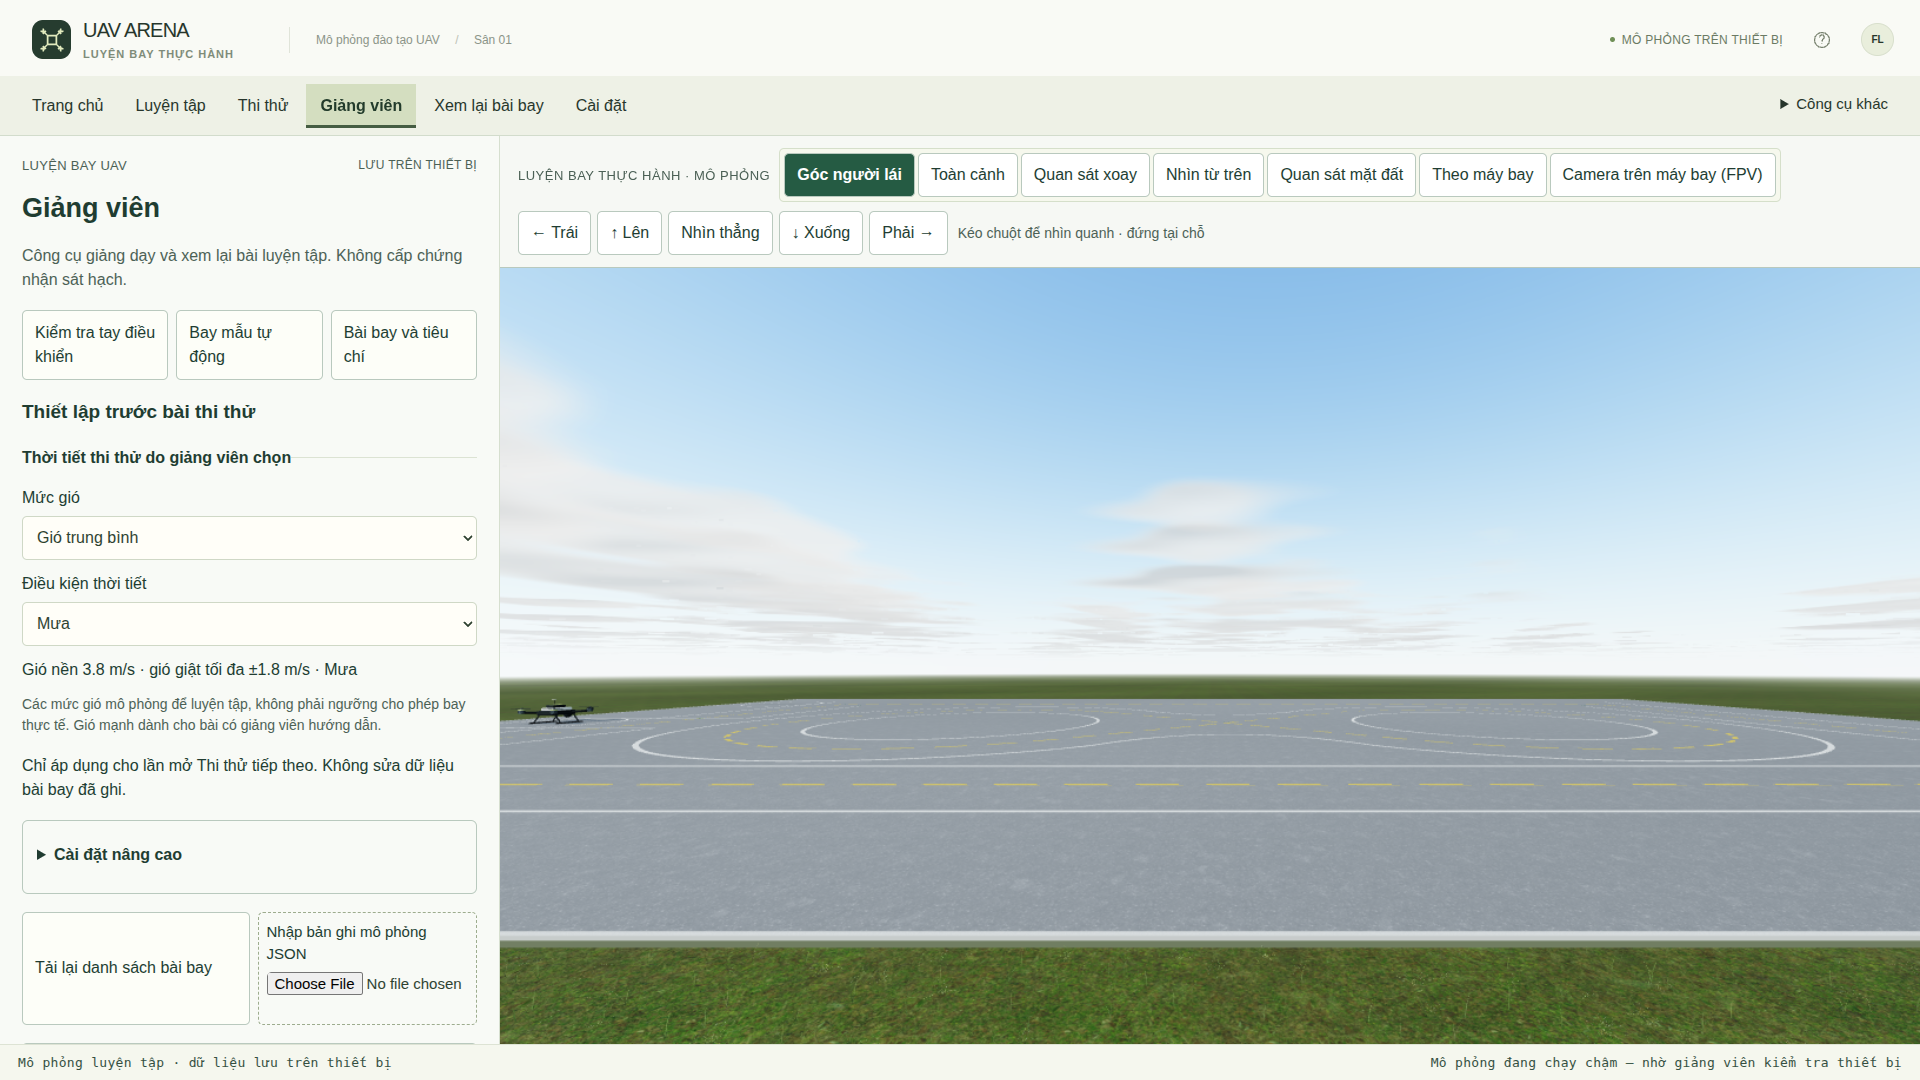 UAV ARENA
LUYỆN BAY THỰC HÀNH
Mô phỏng đào tạo UAV / Sân 01
MÔ PHỎNG TRÊN THIẾT BỊ
FL
Trang chủ
Luyện tập
Thi thử
Giảng viên
Xem lại bài bay
Cài đặt
Công cụ khác
LUYỆN BAY UAV
LƯU TRÊN THIẾT BỊ
Giảng viên
Công cụ giảng dạy và xem lại bài luyện tập. Không cấp chứng
nhận sát hạch.
Kiểm tra tay điều
khiển
Bay mẫu tự
động
Bài bay và tiêu
chí
Thiết lập trước bài thi thử
Thời tiết thi thử do giảng viên chọn
Mức gió
Gió trung bình
Điều kiện thời tiết
Mưa
Gió nền 3.8 m/s · gió giật tối đa ±1.8 m/s · Mưa
Các mức gió mô phỏng để luyện tập, không phải ngưỡng cho phép bay
thực tế. Gió mạnh dành cho bài có giảng viên hướng dẫn.
Chỉ áp dụng cho lần mở Thi thử tiếp theo. Không sửa dữ liệu
bài bay đã ghi.
Cài đặt nâng cao
Tải lại danh sách bài bay
Nhập bản ghi mô phỏng
JSON
Choose File No file chosen
LUYỆN BAY THỰC HÀNH · MÔ PHỎNG
Góc người lái
Toàn cảnh
Quan sát xoay
Nhìn từ trên
Quan sát mặt đất
Theo máy bay
Camera trên máy bay (FPV)
← Trái
↑ Lên
Nhìn thẳng
↓ Xuống
Phải →
Kéo chuột để nhìn quanh · đứng tại chỗ
Mô phỏng luyện tập · dữ liệu lưu trên thiết bị
Mô phỏng đang chạy chậm — nhờ giảng viên kiểm tra thiết bị